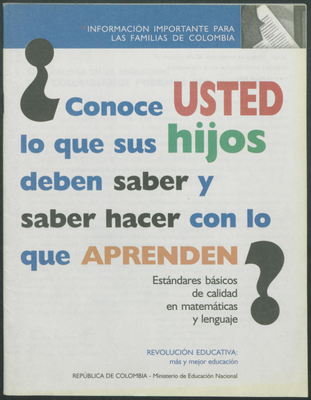 INFORMACIÓN IMPORTANTE PARA
LAS FAMILIAS DE COLOMBIA
¿Conoce USTED
lo que sus hijos
deben saber y
saber hacer con lo
que APRENDEN?
Estándares básicos
de calidad
en matemáticas
y lenguaje
REVOLUCIÓN EDUCATIVA:
más y mejor educación
REPÚBLICA DE COLOMBIA - Ministerio de Educación Nacional